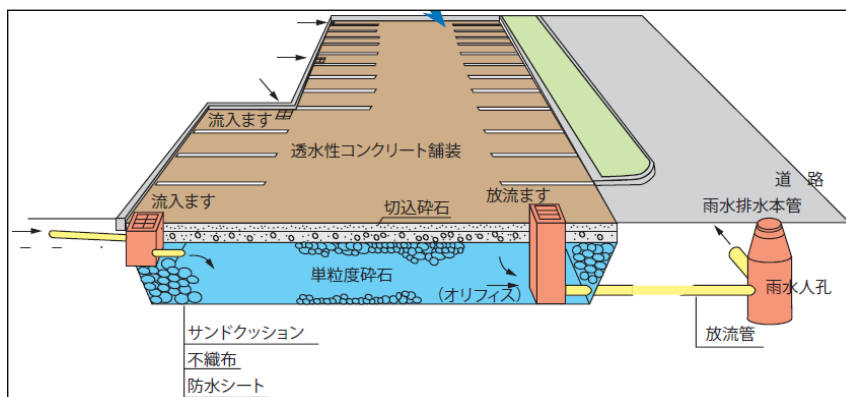 流入ます
透水性コンクリート舗装
流入ます
切込砕石
放流ます
道 路
雨水排水本管
単粒度砕石
(オリフィス)
雨水人孔
放流管
サンドクッション
不織布
防水シート